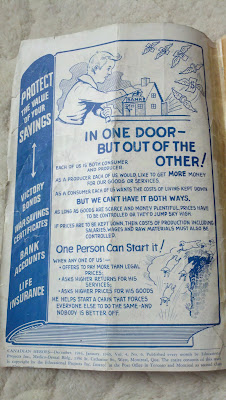 PROTECT
THE VALUE
OF YOUR
SAVINGS
VICTORY
BONDS
WAR SAVINGS
CERTIFICATES
BANK
ACCOUNTS
LIFE
INSURANCE
BANK
IN ONE DOOR—
BUT OUT OF THE
OTHER!
EACH OF US IS BOTH CONSUMER
AND PRODUCER.
AS A PRODUCER EACH OF US WOULD LIKE TO GET MORE MONEY
FOR OUR GOODS OR SERVICES.
AS A CONSUMER EACH OF US WANTS THE COSTS OF LIVING KEPT DOWN
BUT WE CAN'T HAVE IT BOTH WAYS.
AS LONG AS GOODS ARE SCARCE AND MONEY PLENTIFUL PRICES HAVE
TO BE CONTROLLED OR THEY'D JUMP SKY HIGH.
IF PRICES ARE TO BE KEPT DOWN THEN COSTS OF PRODUCTION INCLUDING
SALARIES WAGES AND RAW MATERIALS MUST ALSO BE
CONTROLLED.
One Person Can Start it!
WHEN ANY ONE OF US—
• OFFERS TO PAY MORE THAN LEGAL
PRICES;
• ASKS HIGHER RETURNS FOR HIS
SERVICES;
• ASKS HIGHER PRICES FOR HIS GOODS
HE HELPS START A CHAIN THAT FORCES
EVERYONE ELSE TO DO THE SAME—AND
NOBODY IS BETTER OFF